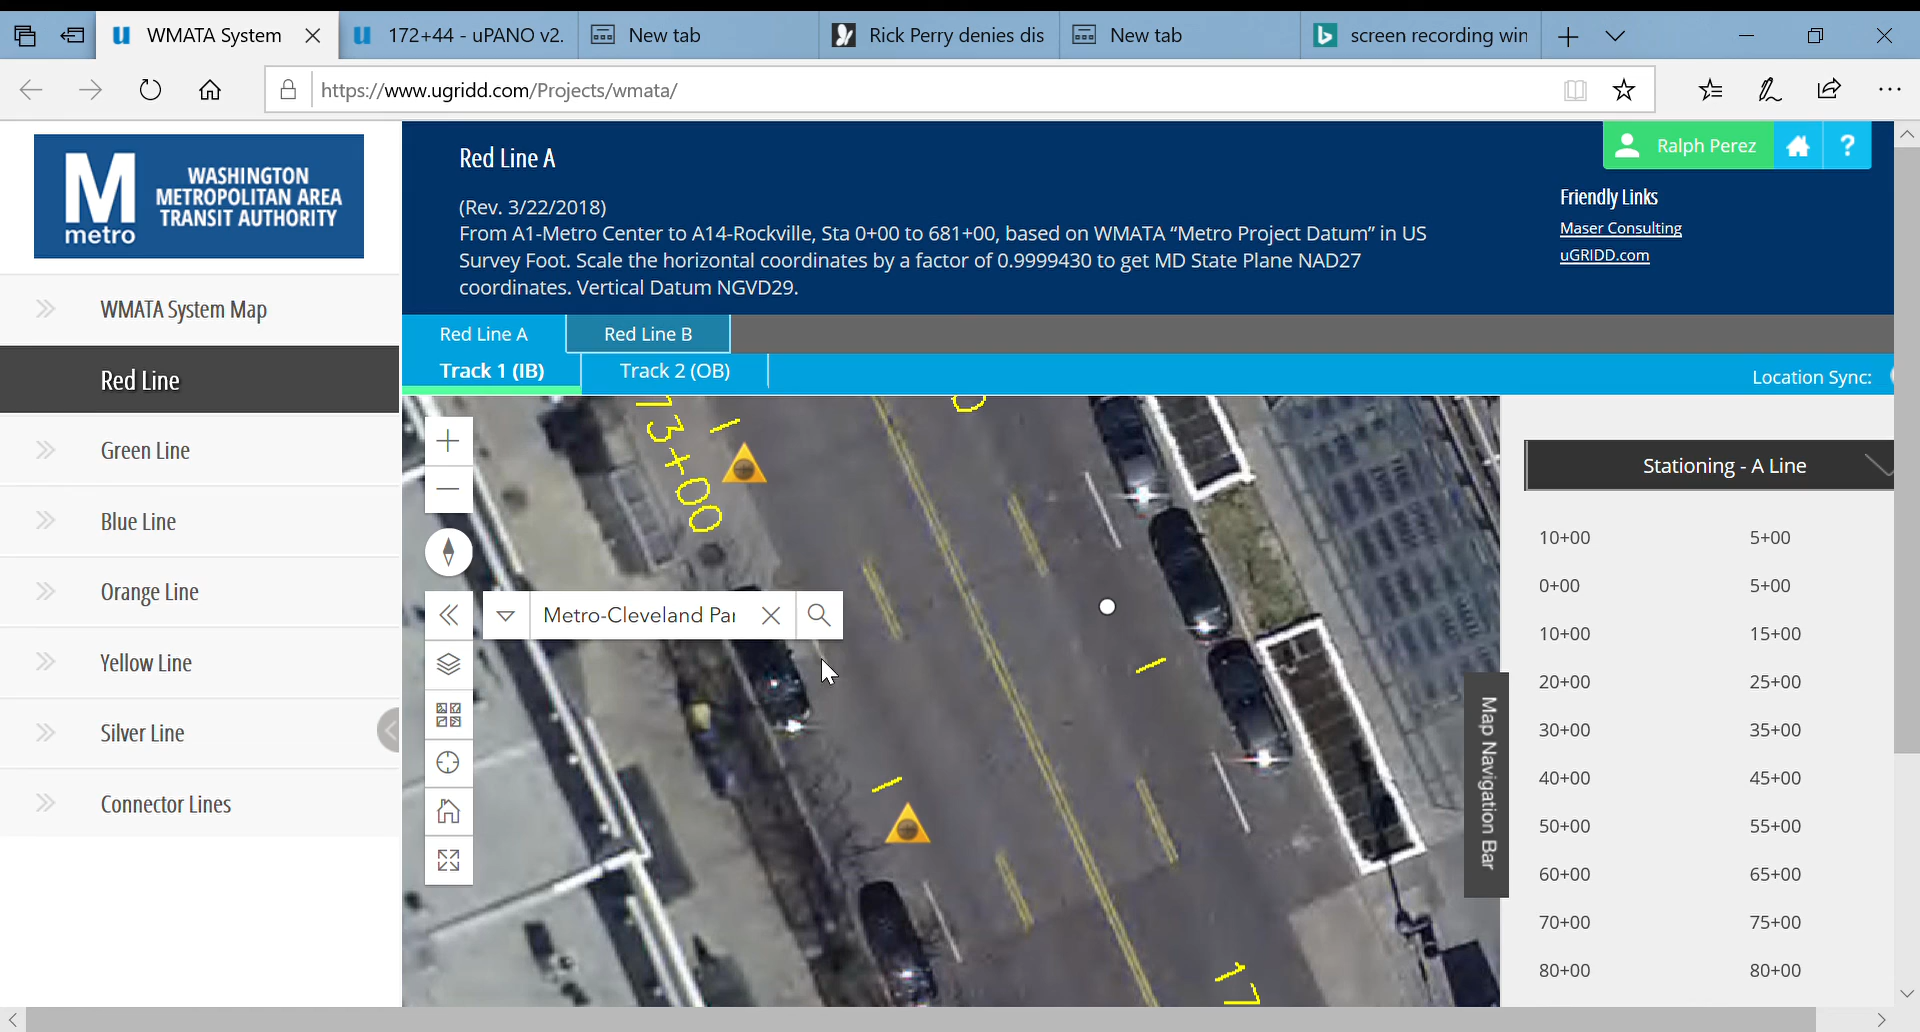 WMATA System
172+44 - uPANO v2.
New tab
Rick Perry denies dis
New tab
screen recording win
https://www.ugridd.com/Projects/wmata/
M
metro
WASHINGTON
METROPOLITAN AREA
TRANSIT AUTHORITY
WMATA System Map
Red Line
Green Line
Blue Line
Orange Line
Yellow Line
Silver Line
Connector Lines
Red Line A
(Rev. 3/22/2018)
From A1-Metro Center to A14-Rockville, Sta 0+00 to 681+00, based on WMATA “Metro Project Datum” in US
Survey Foot. Scale the horizontal coordinates by a factor of 0.9999430 to get MD State Plane NAD27
coordinates. Vertical Datum NGVD29.
Ralph Perez
?
Friendly Links
Maser Consulting
uGRIDD.com
Red Line A
Red Line B
Track 1 (IB)
Track 2 (OB)
Location Sync:
73+00
Metro-Cleveland Par
17
Map Navigation Bar
Stationing - A Line
10+00 5+00
0+00 5+00
10+00 15+00
20+00 25+00
30+00 35+00
40+00 45+00
50+00 55+00
60+00 65+00
70+00 75+00
80+00 80+00